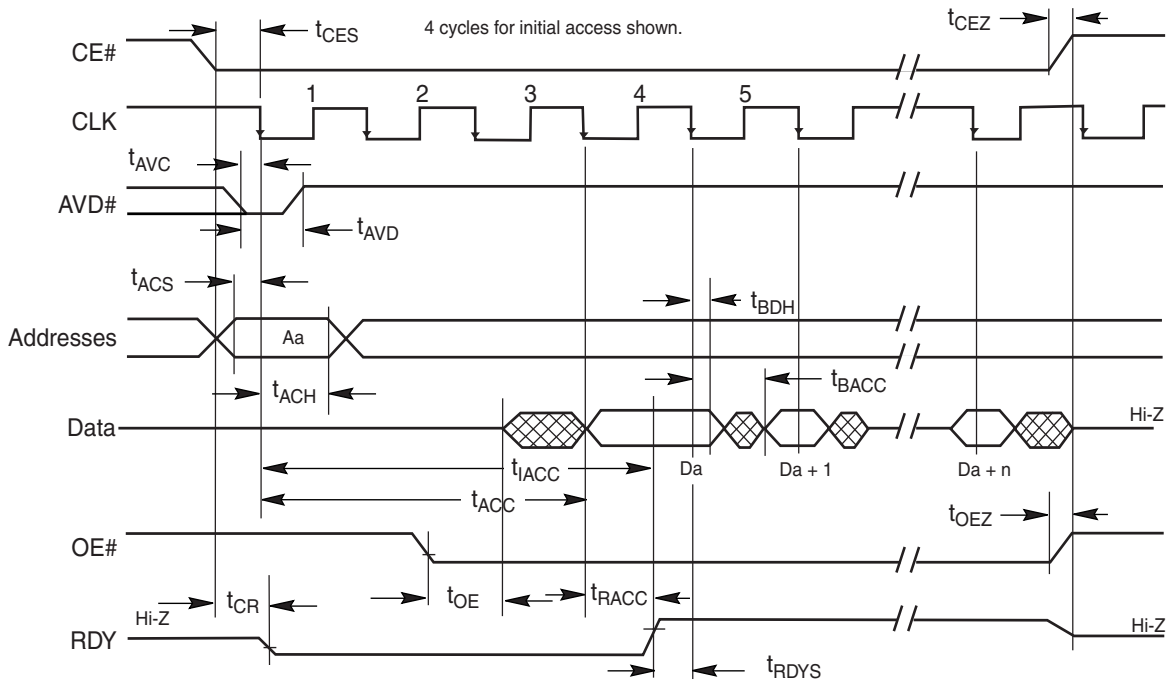 tCES
4 cycles for initial access shown.
tCEZ
CE#
1
2
3
4
5
CLK
tAVC
AVD#
tAVD
tACS
tBDH
Addresses
Aa
tACH
tBACC
Data
Hi-Z
tIACC
Da
Da + 1
Da + n
tACC
tOEZ
OE#
tCR
tOE
tRACC
Hi-Z
RDY
Hi-Z
tRDYS